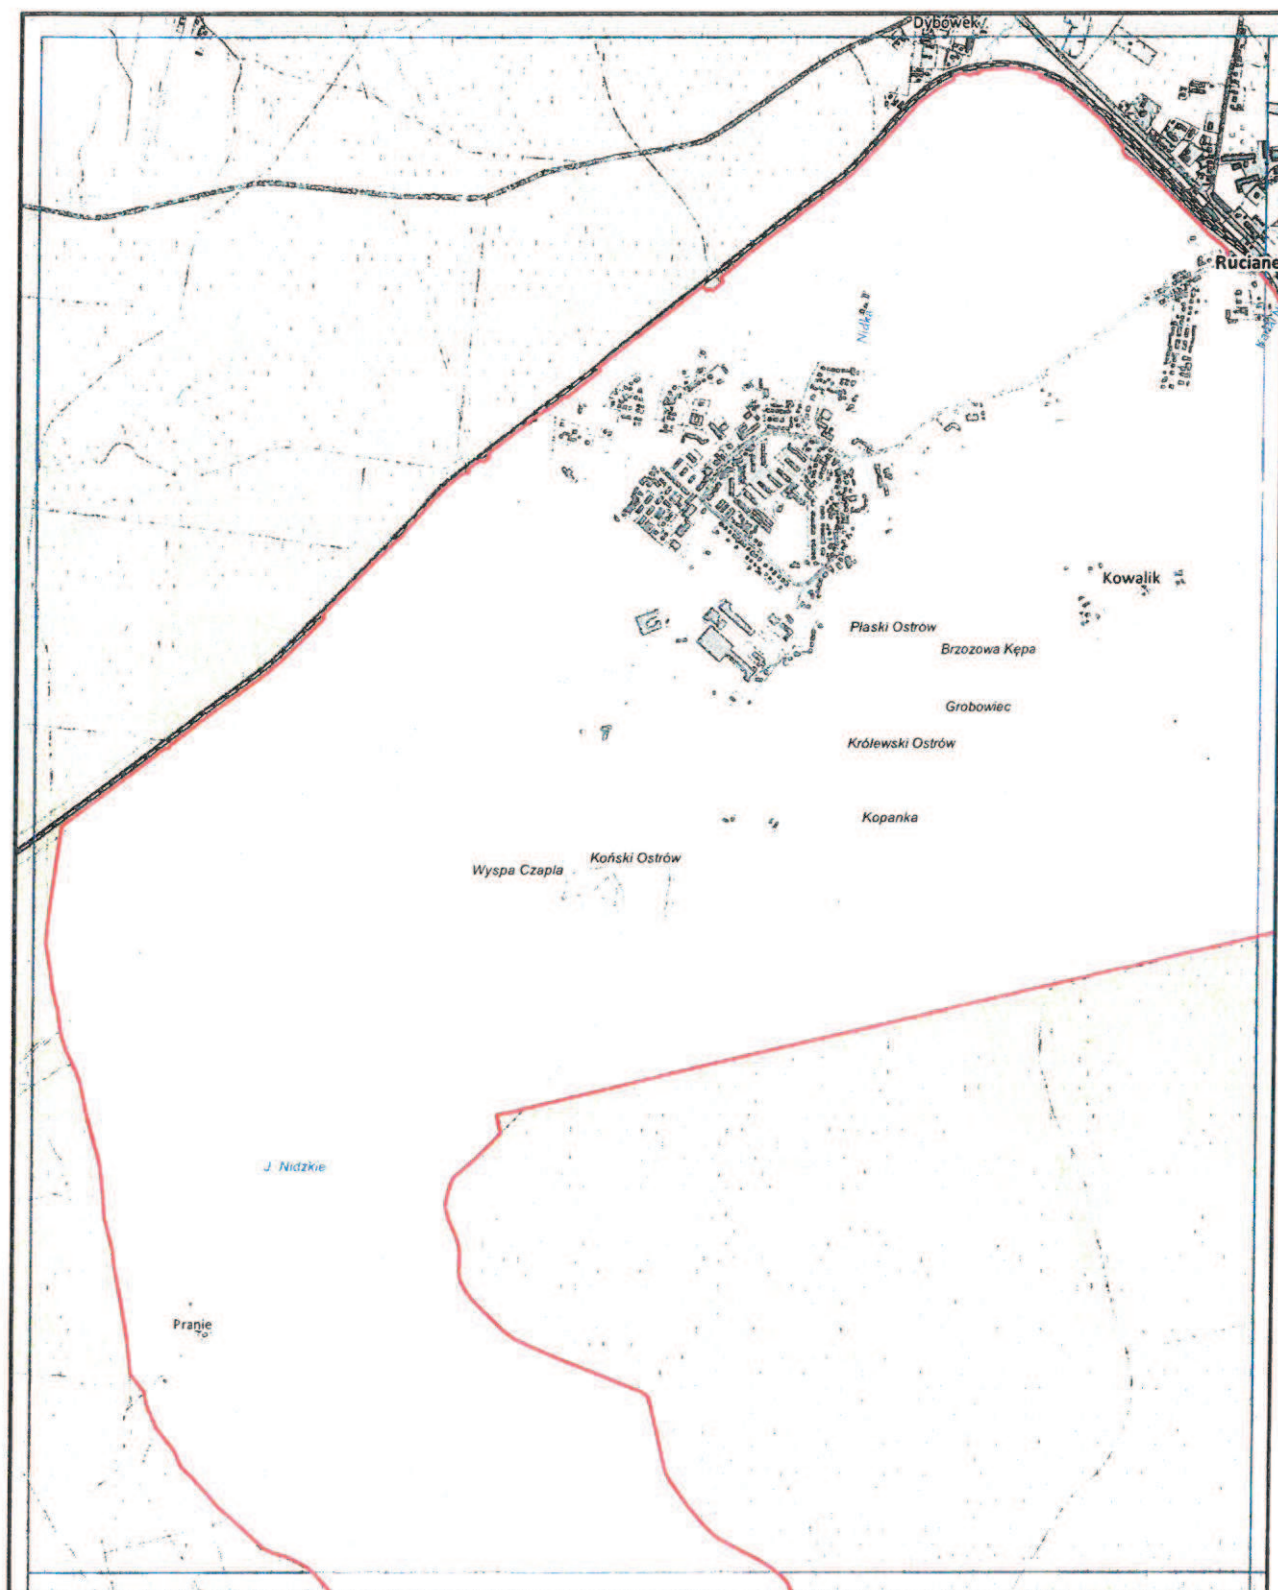 Dybówek
Ruciane
Nidka
Kowalik
Płaski Ostrów
Brzozowa Kępa
Grobowiec
Królewski Ostrów
Kopanka
Koński Ostrów
Wyspa Czapla
J. Nidzkie
Pranie